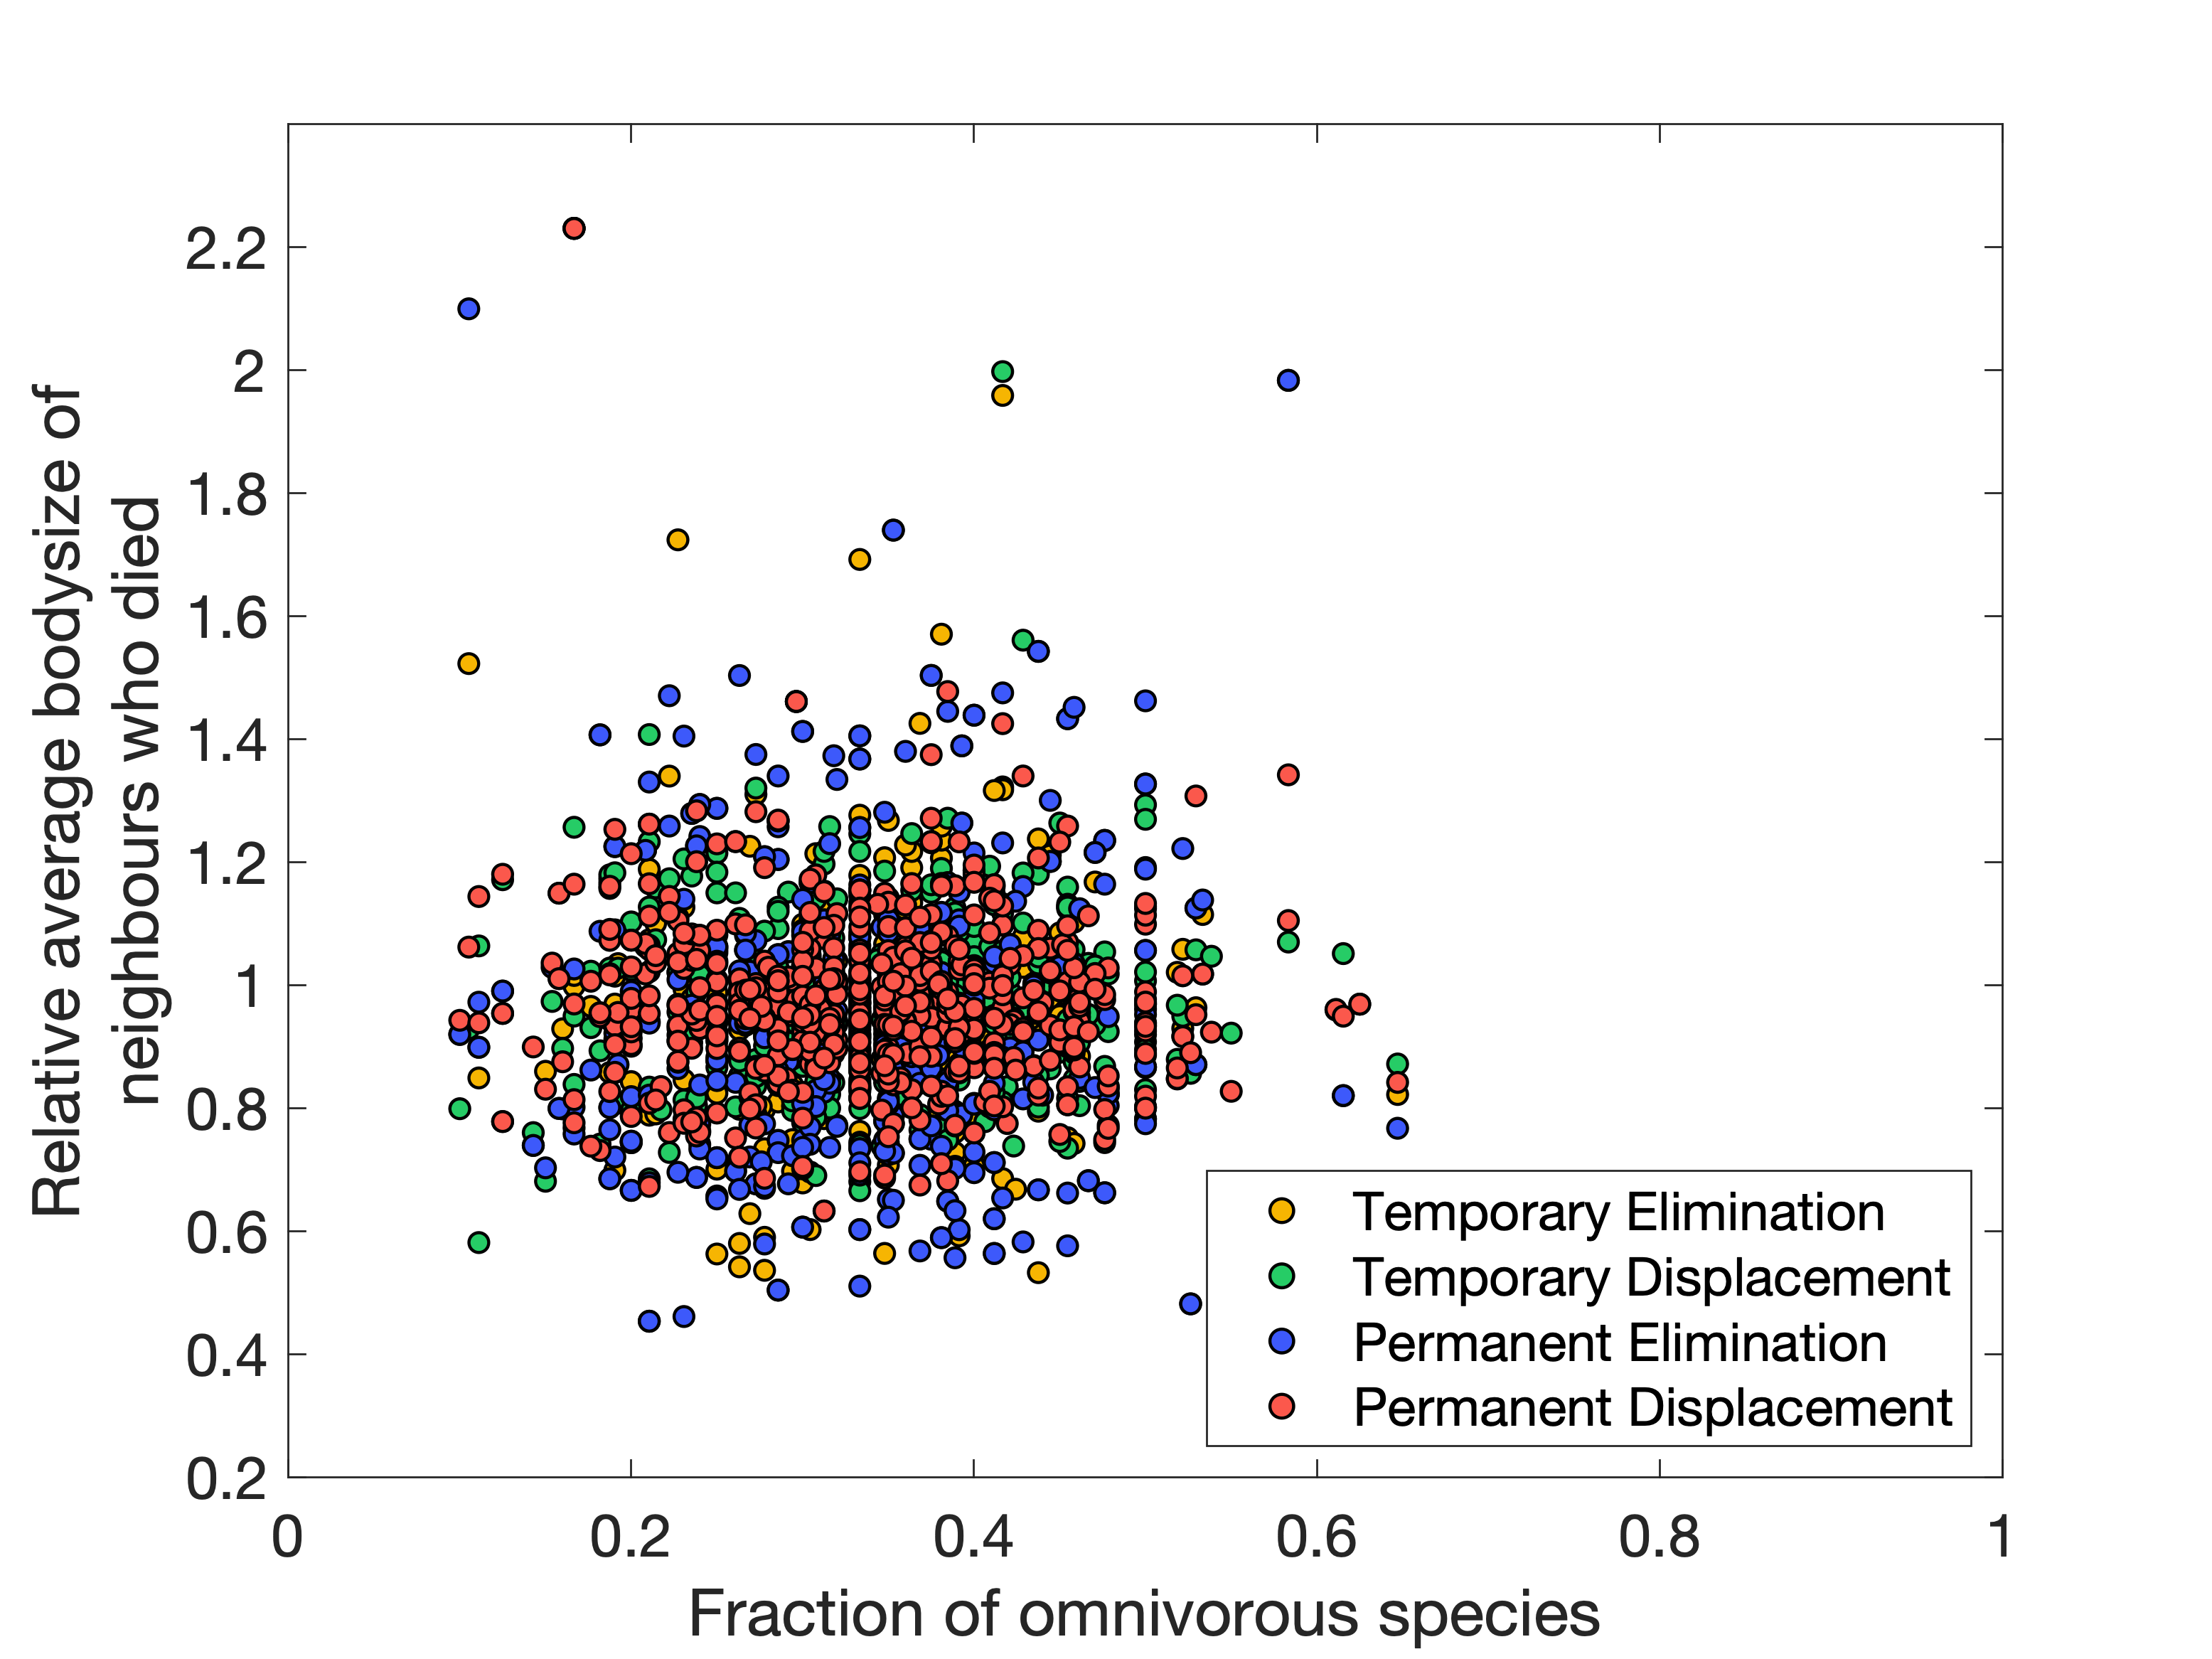 Relative average bodysize of
neighbours who died
2.2
2
1.8
1.6
1.4
1.2
1
0.8
0.6
0.4
0.2
0
0.2
0.4
0.6
0.8
1
Fraction of omnivorous species
Temporary Elimination
Temporary Displacement
Permanent Elimination
Permanent Displacement